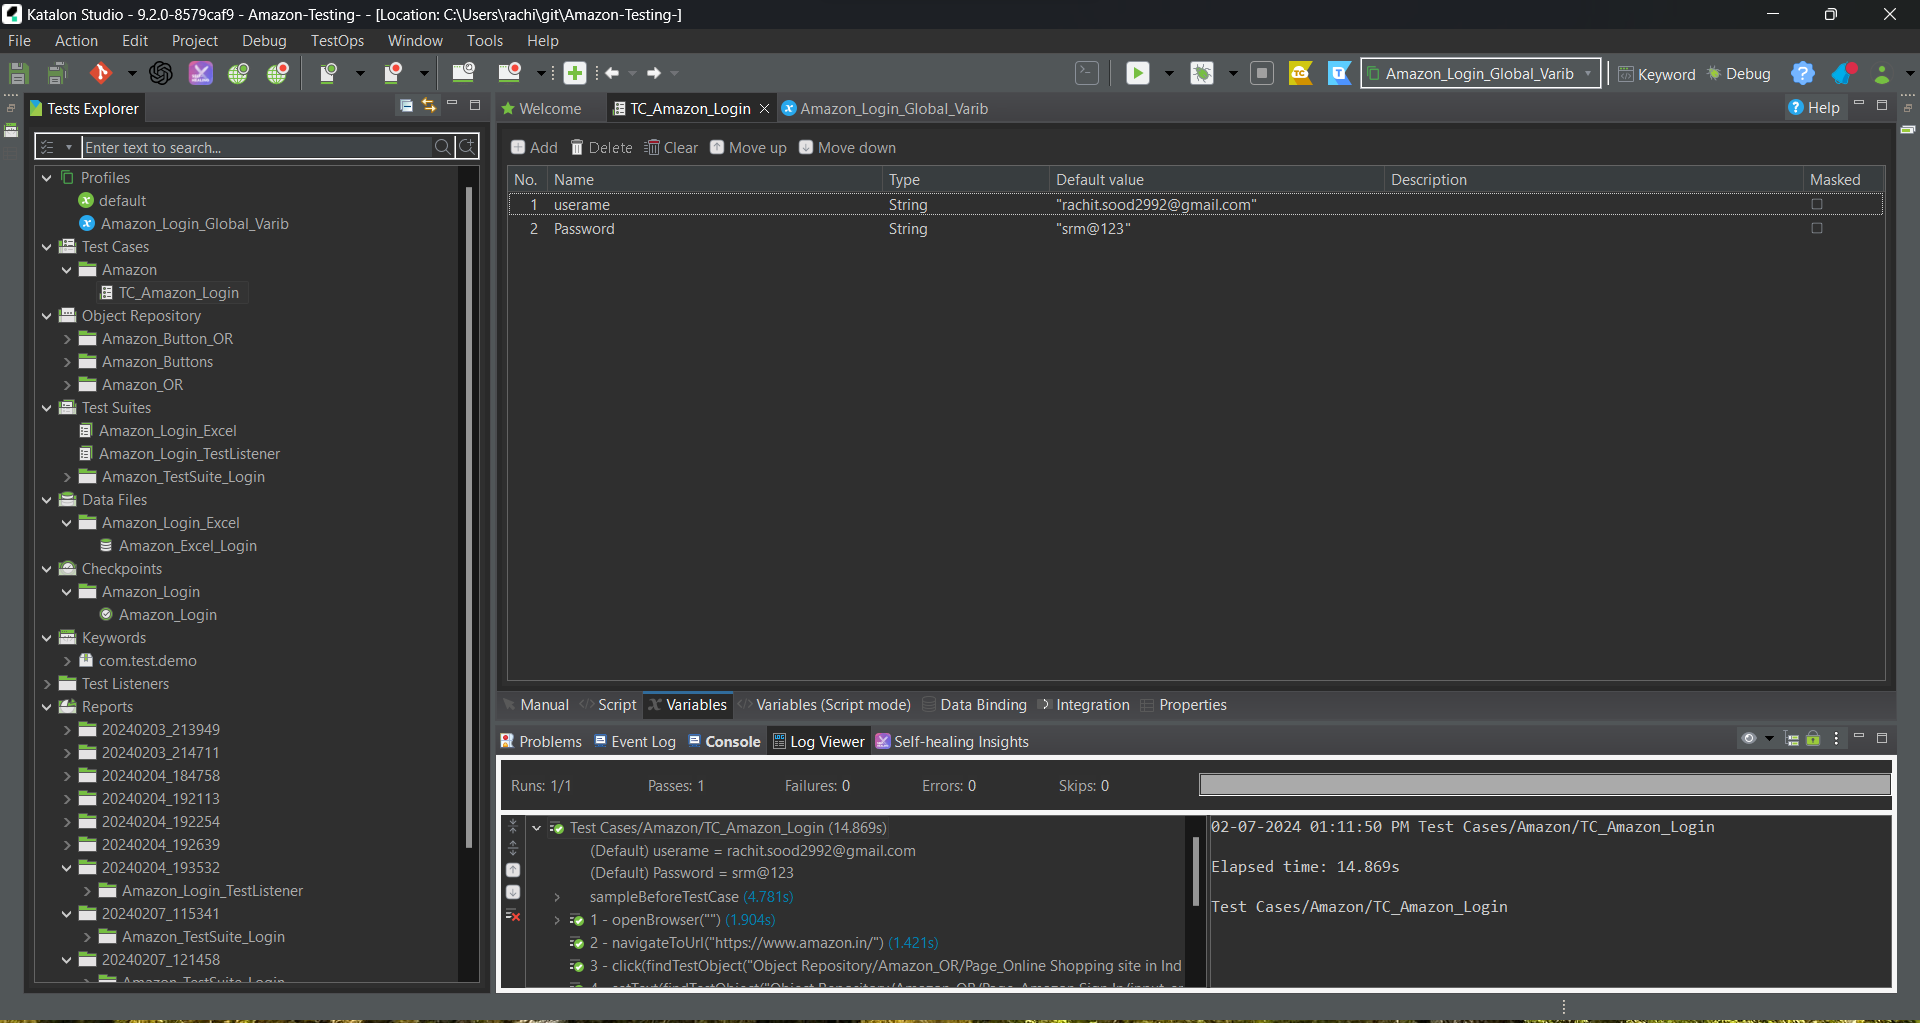 Katalon Studio - 9.2.0-8579caf9 - Amazon-Testing- - [Location: C:\Users\rachi\git\Amazon-Testing-]
File Action Edit Project Debug TestOps Window Tools Help
Amazon_Login_Global_Varib Keyword Debug
Tests Explorer
Enter text to search...
Profiles
default
Amazon_Login_Global_Varib
Test Cases
Amazon
TC_Amazon_Login
Object Repository
Amazon_Button_OR
Amazon_Buttons
Amazon_OR
Test Suites
Amazon_Login_Excel
Amazon_Login_TestListener
Amazon_TestSuite_Login
Data Files
Amazon_Login_Excel
Amazon_Excel_Login
Checkpoints
Amazon_Login
Amazon_Login
Keywords
com.test.demo
Test Listeners
Reports
20240203_213949
20240203_214711
20240204_184758
20240204_192113
20240204_192254
20240204_192639
20240204_193532
Amazon_Login_TestListener
20240207_115341
Amazon_TestSuite_Login
20240207_121458
Amazon_TestSuite_Login
Welcome TC_Amazon_Login Amazon_Login_Global_Varib Help
Add Delete Clear Move up Move down
No. Name Type Default value Description Masked
1 userame String "rachit.sood2992@gmail.com"
2 Password String "srm@123"
Manual Script Variables Variables (Script mode) Data Binding Integration Properties
Problems Event Log Console Log Viewer Self-healing Insights
Runs: 1/1 Passes: 1 Failures: 0 Errors: 0 Skips: 0
Test Cases/Amazon/TC_Amazon_Login (14.869s)
(Default) userame = rachit.sood2992@gmail.com
(Default) Password = srm@123
sampleBeforeTestCase (4.781s)
1 - openBrowser("") (1.904s)
2 - navigateToUrl("https://www.amazon.in/") (1.421s)
3 - click(findTestObject("Object Repository/Amazon_OR/Page_Online Shopping site in Ind
02-07-2024 01:11:50 PM Test Cases/Amazon/TC_Amazon_Login
Elapsed time: 14.869s
Test Cases/Amazon/TC_Amazon_Login